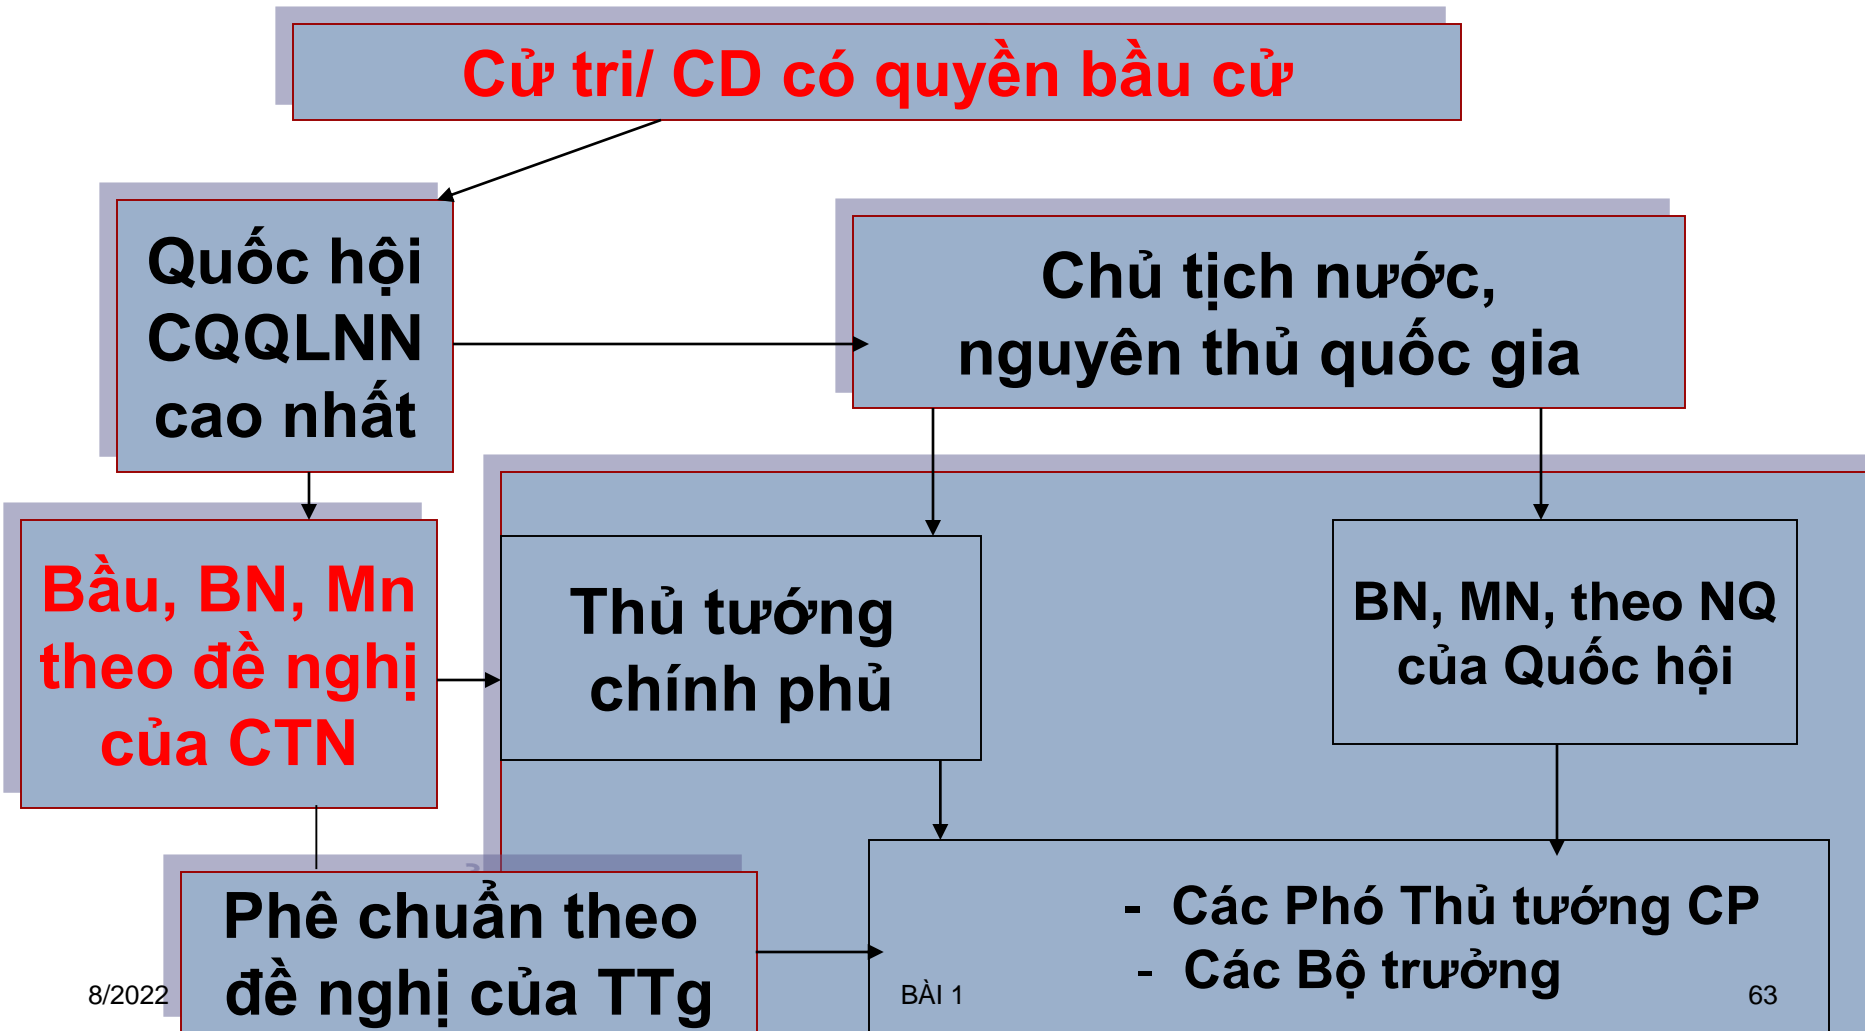 Cử tri/ CD có quyền bầu cử
Quốc hội
CQQLNN
cao nhất
Chủ tịch nước,
nguyên thủ quốc gia
Bầu, BN, Mn
theo đề nghị
của CTN
Thủ tướng
chính phủ
BN, MN, theo NQ
của Quốc hội
Phê chuẩn theo
đề nghị của TTg
- Các Phó Thủ tướng CP
- Các Bộ trưởng
8/2022
BÀI 1
63